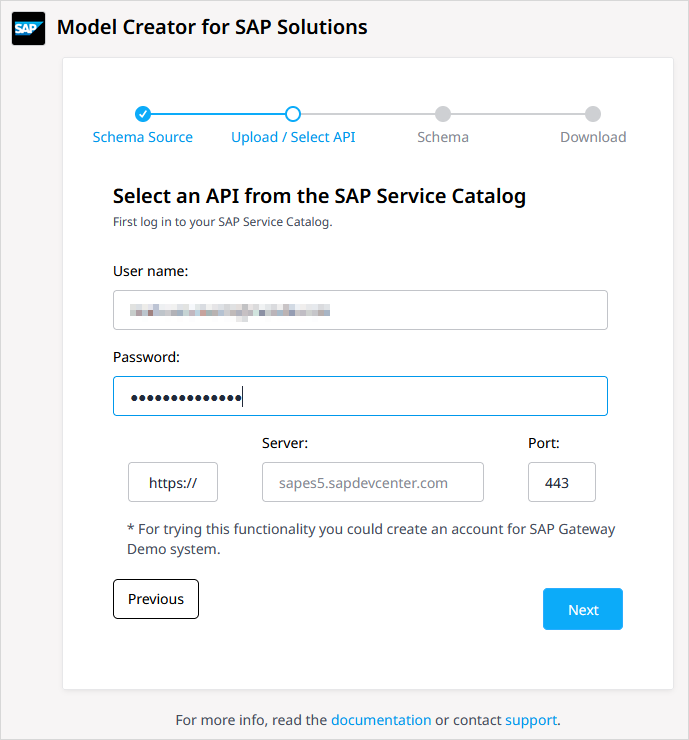 SAP
Model Creator for SAP Solutions
Schema Source
Upload / Select API
Schema
Download
Select an API from the SAP Service Catalog
First log in to your SAP Service Catalog.
User name:
Password:
••••••••••••••
Server:
Port:
https://
sapes5.sapdevcenter.com
443
* For trying this functionality you could create an account for SAP Gateway
Demo system.
Previous
Next
For more info, read the documentation or contact support.